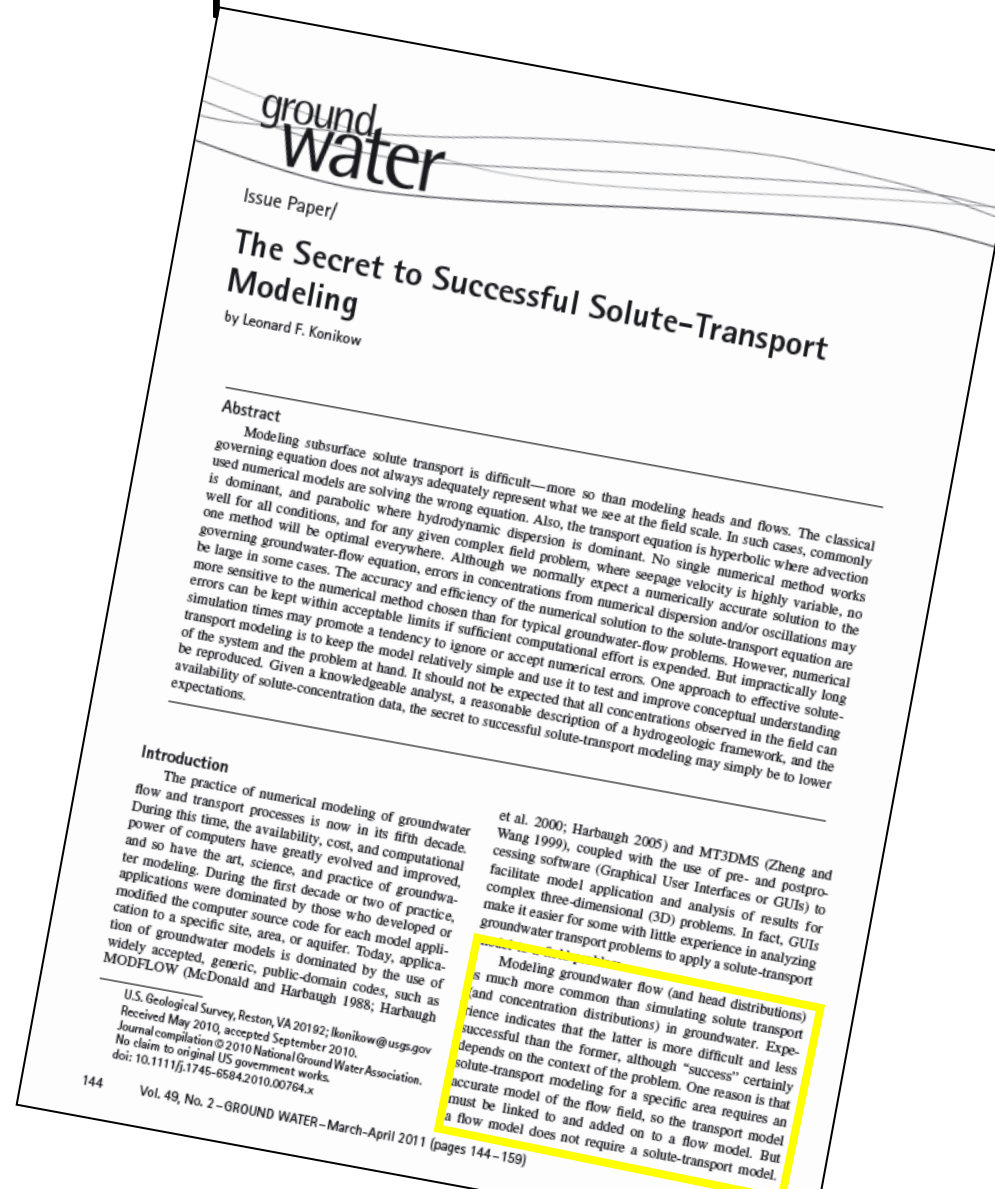 ground
water
Issue Paper/
The Secret to Successful Solute-Transport
Modeling
by Leonard F. Konikow
Abstract
Modeling subsurface solute transport is difficult—more so than modeling heads and flows. The classical
governing equation does not always adequately represent what we see at the field scale. In such cases, commonly
used numerical models are solving the wrong equation. Also, the transport equation is hyperbolic where advection
is dominant, and parabolic where hydrodynamic dispersion is dominant. No single numerical method works
well for all conditions, and for any given complex field problem, where seepage velocity is highly variable, no
one method will be optimal everywhere. Although we normally expect a numerically accurate solution to the
governing groundwater-flow equation, errors in concentrations from numerical dispersion and/or oscillations may
be large in some cases. The accuracy and efficiency of the numerical solution to the solute-transport equation are
more sensitive to the numerical method chosen than for typical groundwater-flow problems. However, numerical
errors can be kept within acceptable limits if sufficient computational effort is expended. But impractically long
simulation times may promote a tendency to ignore or accept numerical errors. One approach to effective solute-
transport modeling is to keep the model relatively simple and use it to test and improve conceptual understanding
of the system and the problem at hand. It should not be expected that all concentrations observed in the field can
be reproduced. Given a knowledgeable analyst, a reasonable description of a hydrogeologic framework, and the
availability of solute-concentration data, the secret to successful solute-transport modeling may simply be to lower
expectations.
Introduction
The practice of numerical modeling of groundwater
flow and transport processes is now in its fifth decade.
During this time, the availability, cost, and computational
power of computers have greatly evolved and improved,
and so have the art, science, and practice of groundwa-
ter modeling. During the first decade or two of practice,
applications were dominated by those who developed or
modified the computer source code for each model appli-
cation to a specific site, area, or aquifer. Today, applica-
tion of groundwater models is dominated by the use of
widely accepted, generic, public-domain codes, such as
MODFLOW (McDonald and Harbaugh 1988; Harbaugh
U.S. Geological Survey, Reston, VA 20192; lkonikow@usgs.gov
Received May 2010, accepted September 2010.
Journal compilation © 2010 National Ground Water Association.
No claim to original US government works.
doi: 10.1111/j.1745-6584.2010.00764.x
et al. 2000; Harbaugh 2005) and MT3DMS (Zheng and
Wang 1999), coupled with the use of pre- and postpro-
cessing software (Graphical User Interfaces or GUIs) to
facilitate model application and analysis of results for
complex three-dimensional (3D) problems. In fact, GUIs
make it easier for some with little experience in analyzing
groundwater transport problems to apply a solute-transport
Modeling groundwater flow (and head distributions)
is much more common than simulating solute transport
(and concentration distributions) in groundwater. Expe-
rience indicates that the latter is more difficult and less
successful than the former, although “success” certainly
depends on the context of the problem. One reason is that
solute-transport modeling for a specific area requires an
accurate model of the flow field, so the transport model
must be linked to and added on to a flow model. But
a flow model does not require a solute-transport model.
144
Vol. 49, No. 2–GROUND WATER–March-April 2011 (pages 144–159)